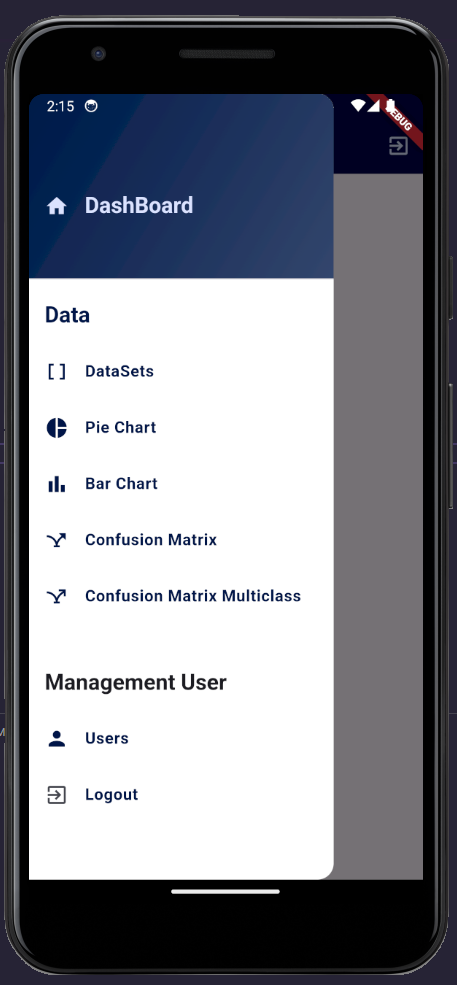 2:15
DEBUG
DashBoard
Data
DataSets
Pie Chart
Bar Chart
Confusion Matrix
Confusion Matrix Multiclass
Management User
Users
Logout